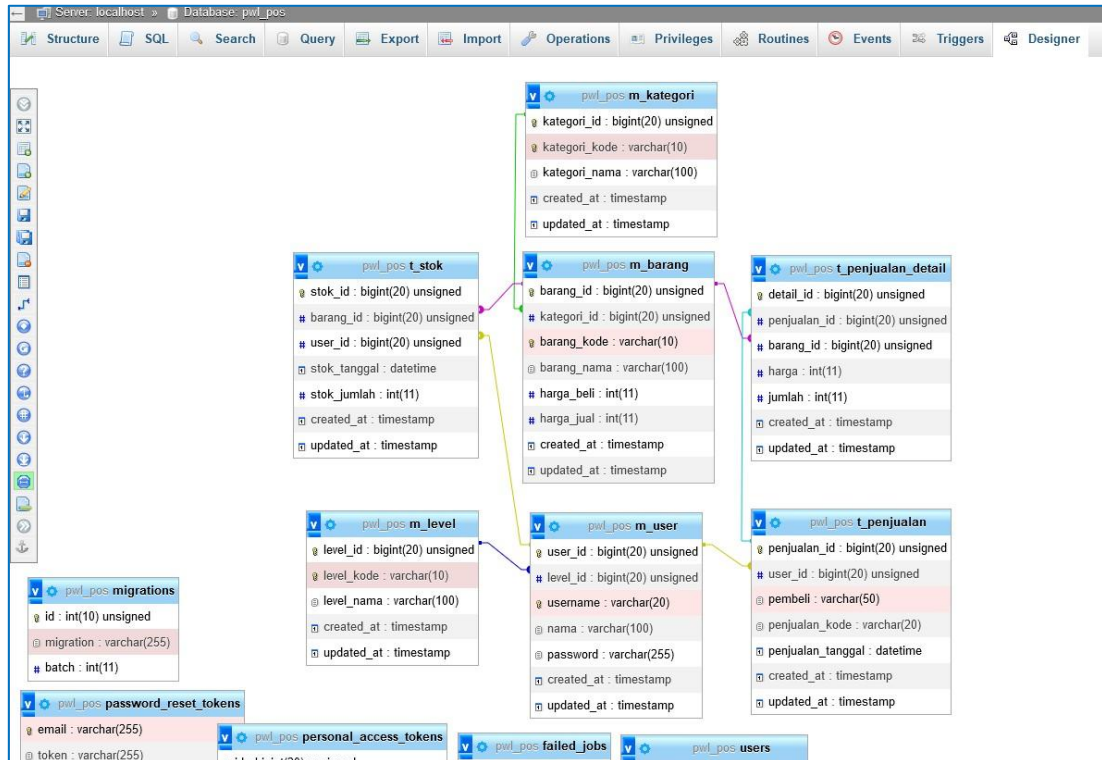 Server: localhost » Database: pwl_pos
Structure SQL Search Query Export Import Operations Privileges Routines Events Triggers Designer
pwl_pos m_kategori
kategori_id : bigint(20) unsigned
kategori_kode : varchar(10)
kategori_nama : varchar(100)
created_at : timestamp
updated_at : timestamp
pwl_pos t_stok
stok_id : bigint(20) unsigned
barang_id : bigint(20) unsigned
user_id : bigint(20) unsigned
stok_tanggal : datetime
stok_jumlah : int(11)
created_at : timestamp
updated_at : timestamp
pwl_pos m_barang
barang_id : bigint(20) unsigned
kategori_id : bigint(20) unsigned
barang_kode : varchar(10)
barang_nama : varchar(100)
harga_beli : int(11)
harga_jual : int(11)
created_at : timestamp
updated_at : timestamp
pwl_pos t_penjualan_detail
detail_id : bigint(20) unsigned
penjualan_id : bigint(20) unsigned
barang_id : bigint(20) unsigned
harga : int(11)
jumlah : int(11)
created_at : timestamp
updated_at : timestamp
pwl_pos m_level
level_id : bigint(20) unsigned
level_kode : varchar(10)
level_nama : varchar(100)
created_at : timestamp
updated_at : timestamp
pwl_pos m_user
user_id : bigint(20) unsigned
level_id : bigint(20) unsigned
username : varchar(20)
nama : varchar(100)
password : varchar(255)
created_at : timestamp
updated_at : timestamp
pwl_pos t_penjualan
penjualan_id : bigint(20) unsigned
user_id : bigint(20) unsigned
pembeli : varchar(50)
penjualan_kode : varchar(20)
penjualan_tanggal : datetime
created_at : timestamp
updated_at : timestamp
pwl_pos migrations
id : int(10) unsigned
migration : varchar(255)
batch : int(11)
pwl_pos password_reset_tokens
email : varchar(255)
token : varchar(255)
pwl_pos personal_access_tokens
pwl_pos failed_jobs
pwl_pos users